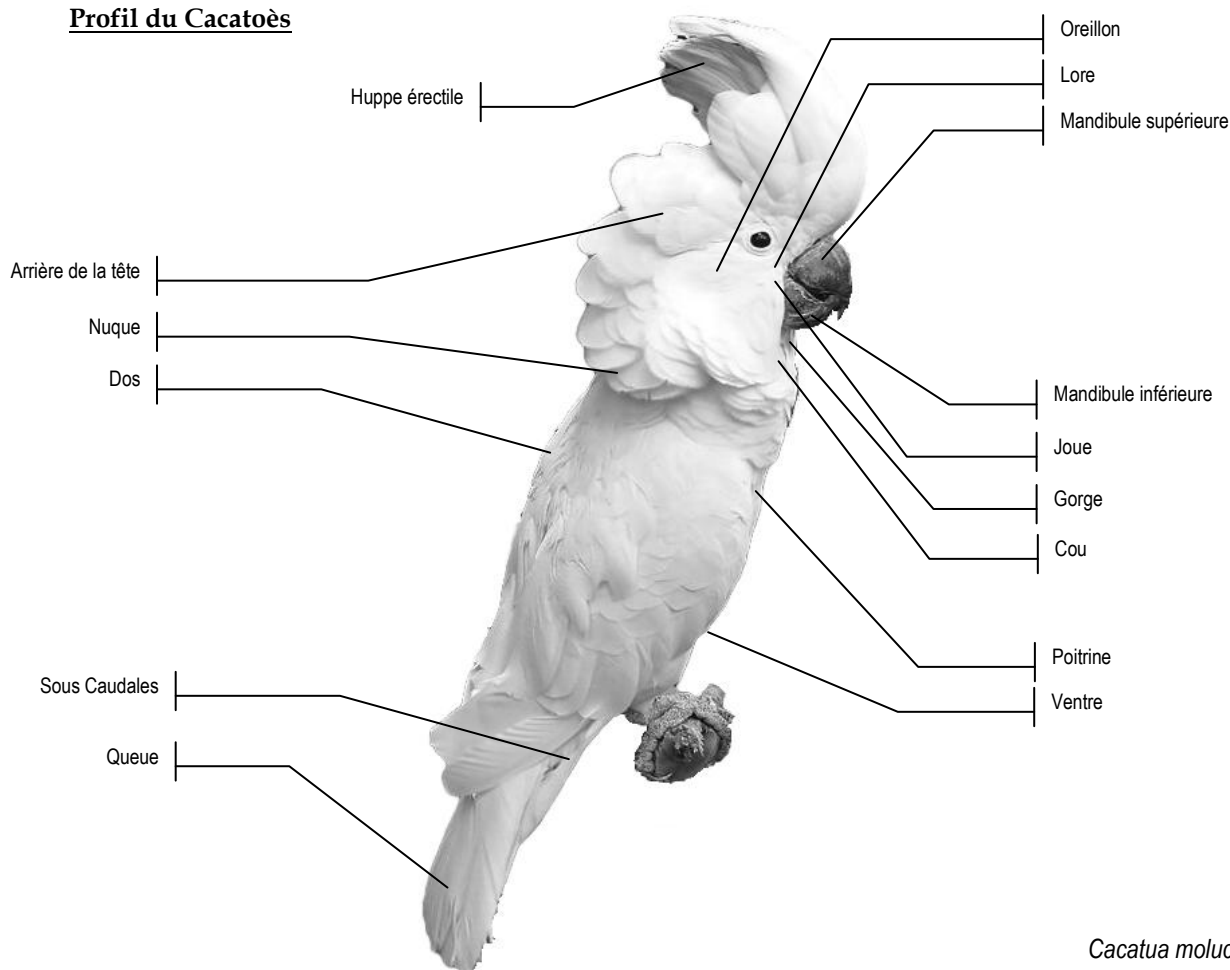 Profil du Cacatoès
Oreillon
Lore
Mandibule supérieure
Huppe érectile
Arrière de la tête
Nuque
Dos
Mandibule inférieure
Joue
Gorge
Cou
Poitrine
Ventre
Sous Caudales
Queue
Cacatua